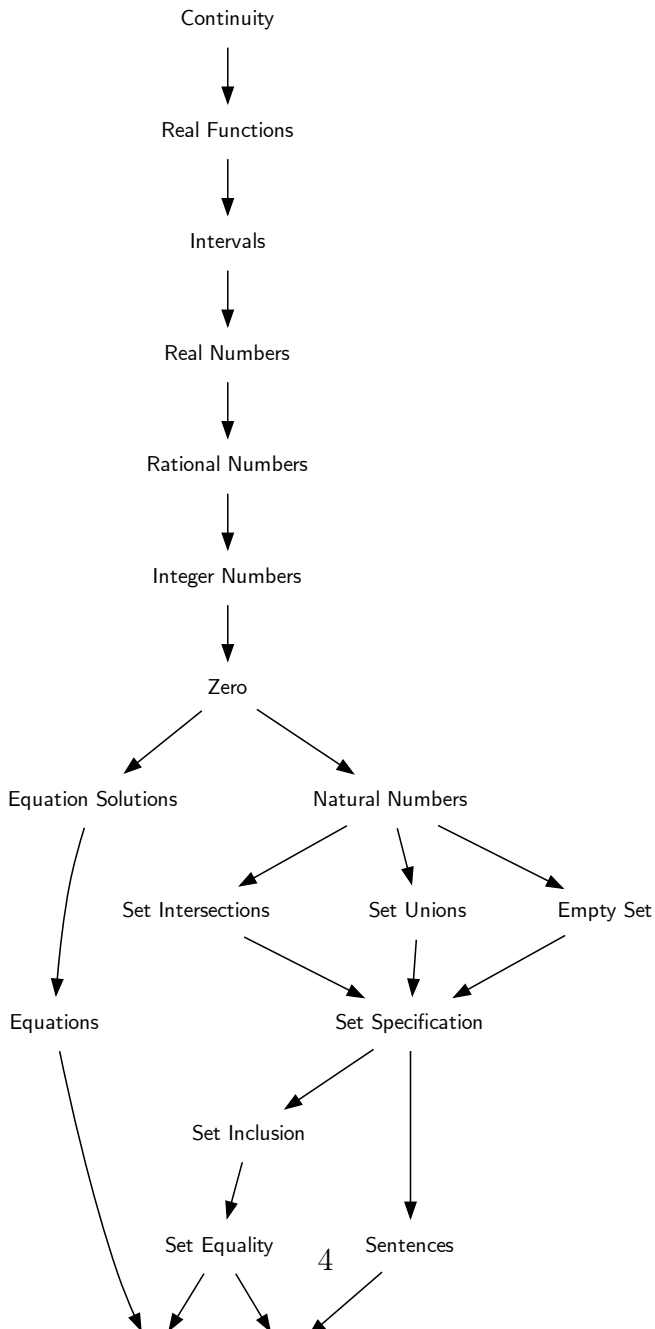 Continuity
Real Functions
Intervals
Real Numbers
Rational Numbers
Integer Numbers
Zero
Equation Solutions
Natural Numbers
Set Intersections
Set Unions
Empty Set
Equations
Set Specification
Set Inclusion
Set Equality
Sentences
4